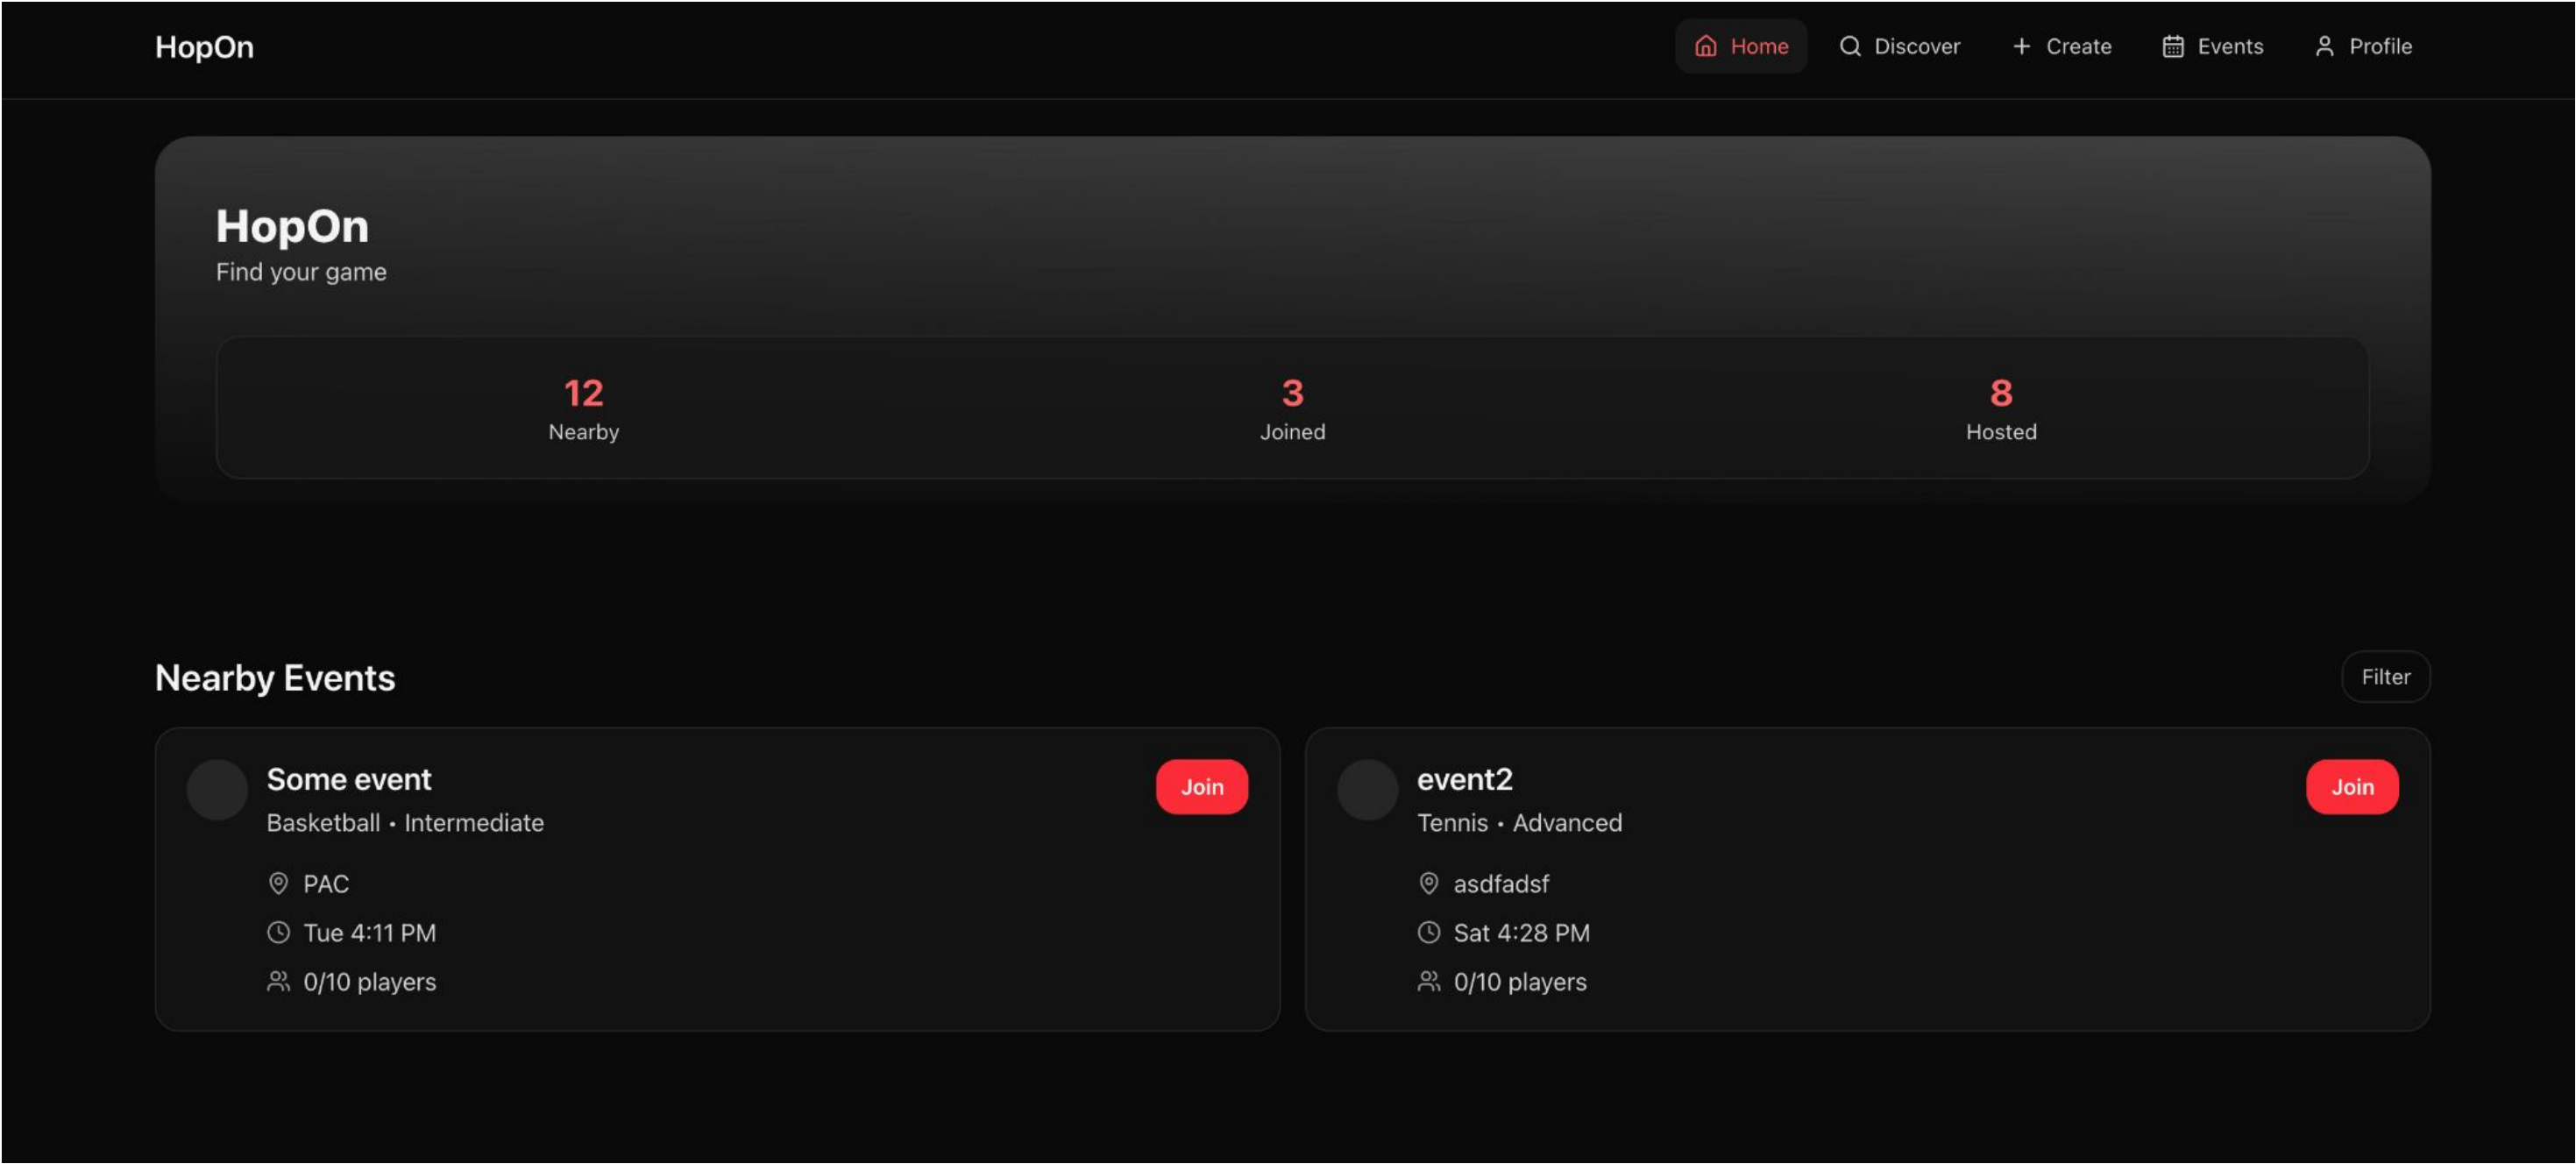 HopOn
Home Discover Create Events Profile
HopOn
Find your game
12 3 8
Nearby Joined Hosted
Nearby Events
Filter
Some event
Join
Basketball • Intermediate
PAC
Tue 4:11 PM
0/10 players
event2
Join
Tennis • Advanced
asdfadsf
Sat 4:28 PM
0/10 players